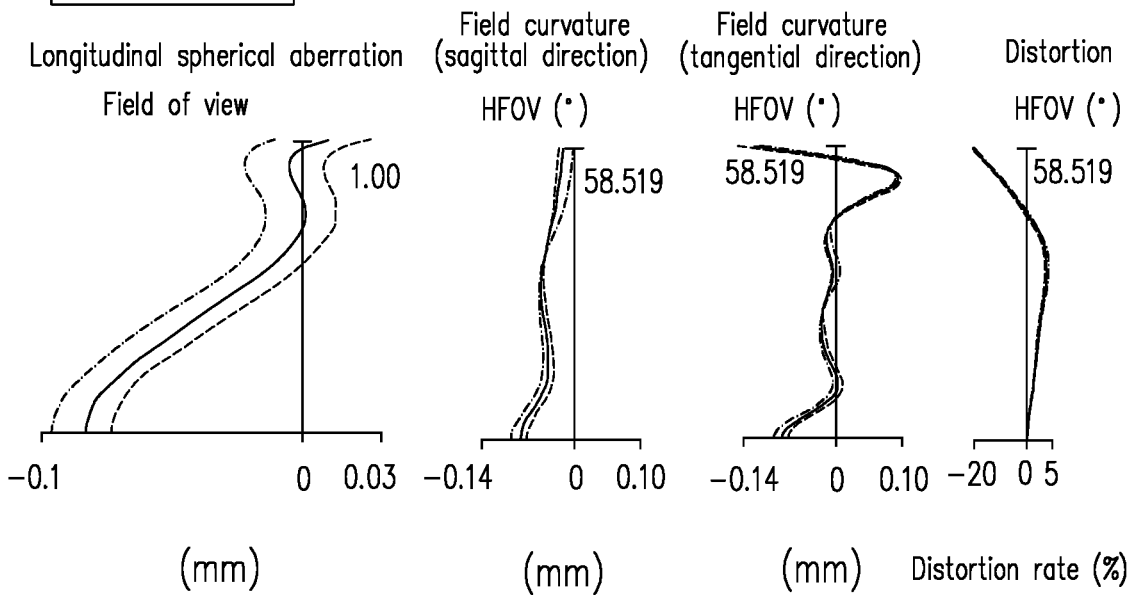 Longitudinal spherical aberration
Field of view
1.00
-0.1
0
0.03
(mm)
Field curvature
(sagittal direction)
HFOV (°)
58.519
-0.14
0
0.10
(mm)
Field curvature
(tangential direction)
HFOV (°)
58.519
-0.14
0
0.10
(mm)
Distortion
HFOV (°)
58.519
-20
0
5
Distortion rate (%)